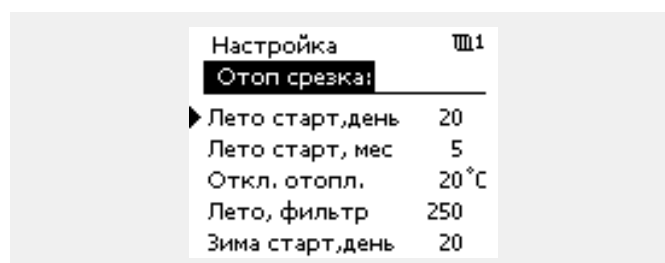 Настройка 1
Отоп срезка:
Лето старт,день 20
Лето старт, мес 5
Откл. отопл. 20°C
Лето, фильтр 250
Зима старт,день 20